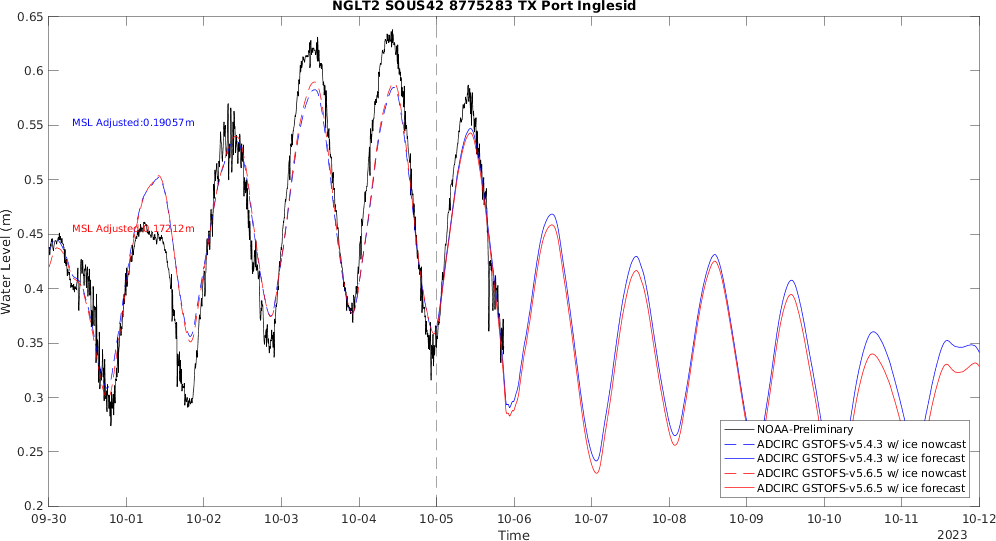 NGLT2 SOUS42 8775283 TX Port Inglesid
Water Level (m)
0.65
0.6
0.55
0.5
0.45
0.4
0.35
0.3
0.25
0.2
MSL Adjusted:0.19057m
MSL Adjusted:0.17212m
NOAA-Preliminary
ADCIRC GSTOFS-v5.4.3 w/ ice nowcast
ADCIRC GSTOFS-v5.4.3 w/ ice forecast
ADCIRC GSTOFS-v5.6.5 w/ ice nowcast
ADCIRC GSTOFS-v5.6.5 w/ ice forecast
09-30 10-01 10-02 10-03 10-04 10-05 10-06 10-07 10-08 10-09 10-10 10-11 10-12
Time
2023